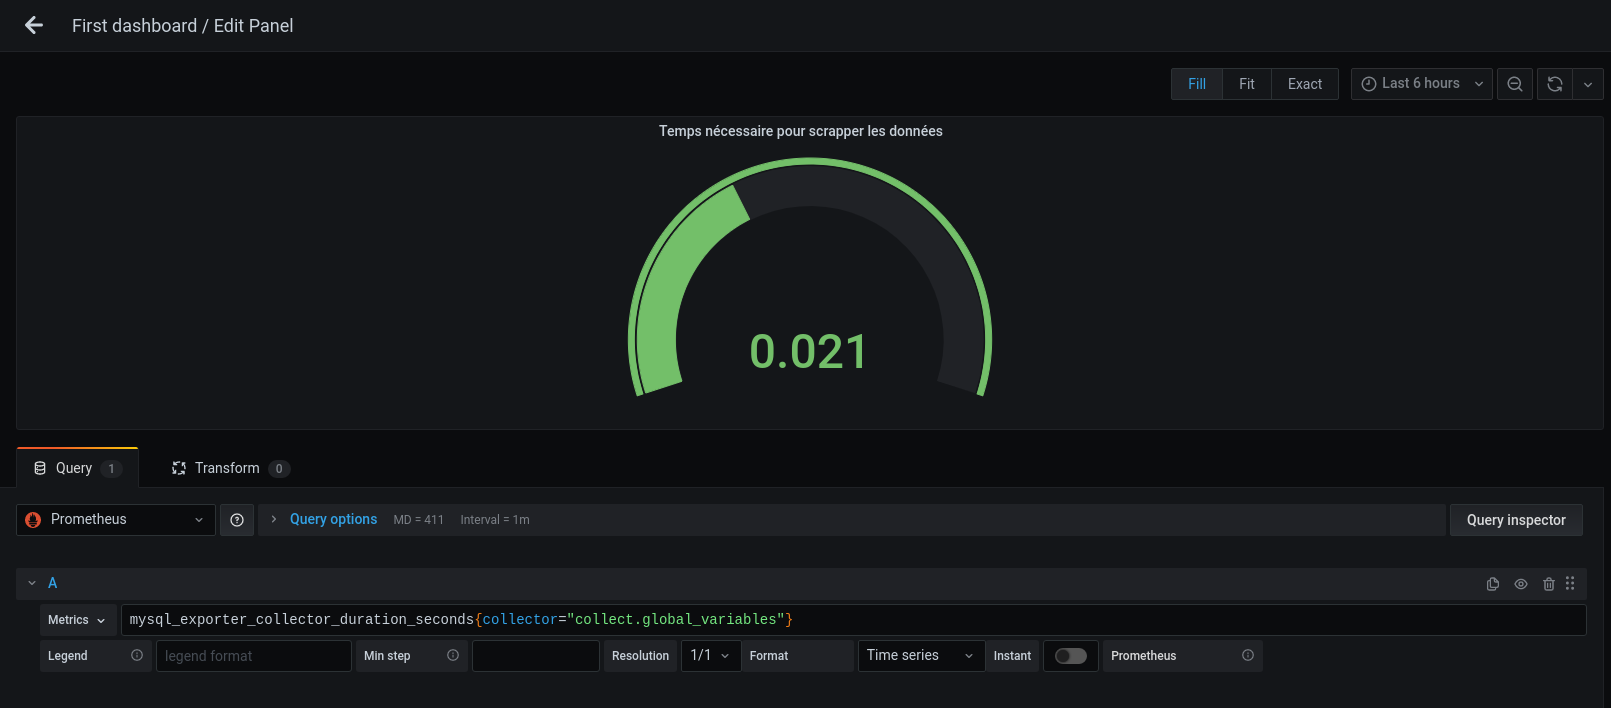 First dashboard / Edit Panel
Fill Fit Exact Last 6 hours
Temps nécessaire pour scrapper les données
0.021
Query 1 Transform 0
Prometheus Query options MD = 411 Interval = 1m Query inspector
A
Metrics mysql_exporter_collector_duration_seconds{collector="collect.global_variables"}
Legend legend format Min step Resolution 1/1 Format Time series Instant Prometheus